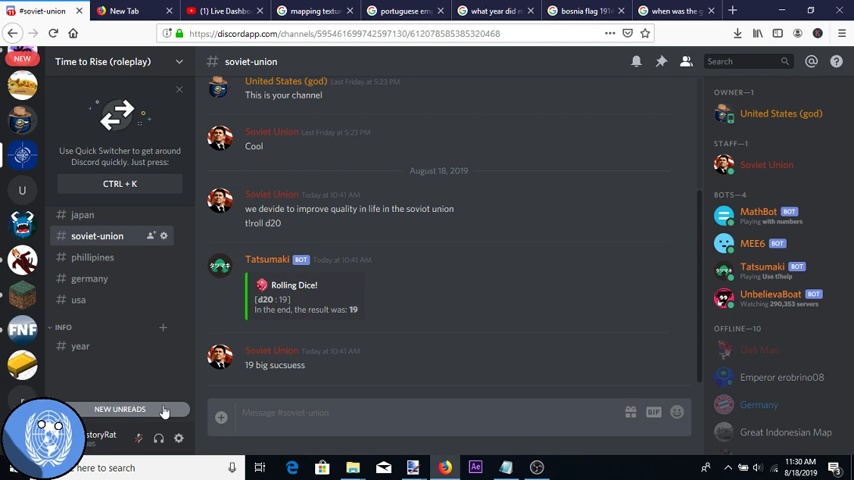 #soviet-union
New Tab
(1) Live Dashbo
mapping textur
portuguese em
what year did n
bosnia flag 191
when was the g
https://discordapp.com/channels/595461699742597130/61207858535320468
NEW
Time to Rise (roleplay)
# soviet-union
Search
Use Quick Switcher to get around
Discord quickly. Just press:
CTRL + K
# japan
# soviet-union
# phillipines
# germany
# usa
INFO
# year
NEW UNREADS
storyRat
United States (god) Last Friday at 5:23 PM
This is your channel
Soviet Union Last Friday at 5:23 PM
Cool
August 18, 2019
Soviet Union Today at 10:41 AM
we devide to improve quality in life in the soviot union
t!roll d20
Tatsumaki BOT Today at 10:41 AM
Rolling Dice!
[d20 : 19]
In the end, the result was: 19
Soviet Union Today at 10:41 AM
19 big sucsuess
Message #soviet-union
GIF
OWNER—1
United States (god)
STAFF—1
Soviet Union
BOTS—4
MathBot BOT
Playing with numbers
MEE6 BOT
Tatsumaki BOT
Playing Use t!help
UnbelievaBoat BOT
Watching 290,353 servers
OFFLINE—10
Emperor erobrino08
Germany
Great Indonesian Map
FNF
U
here to search
Ae
11:30 AM
8/18/2019
3